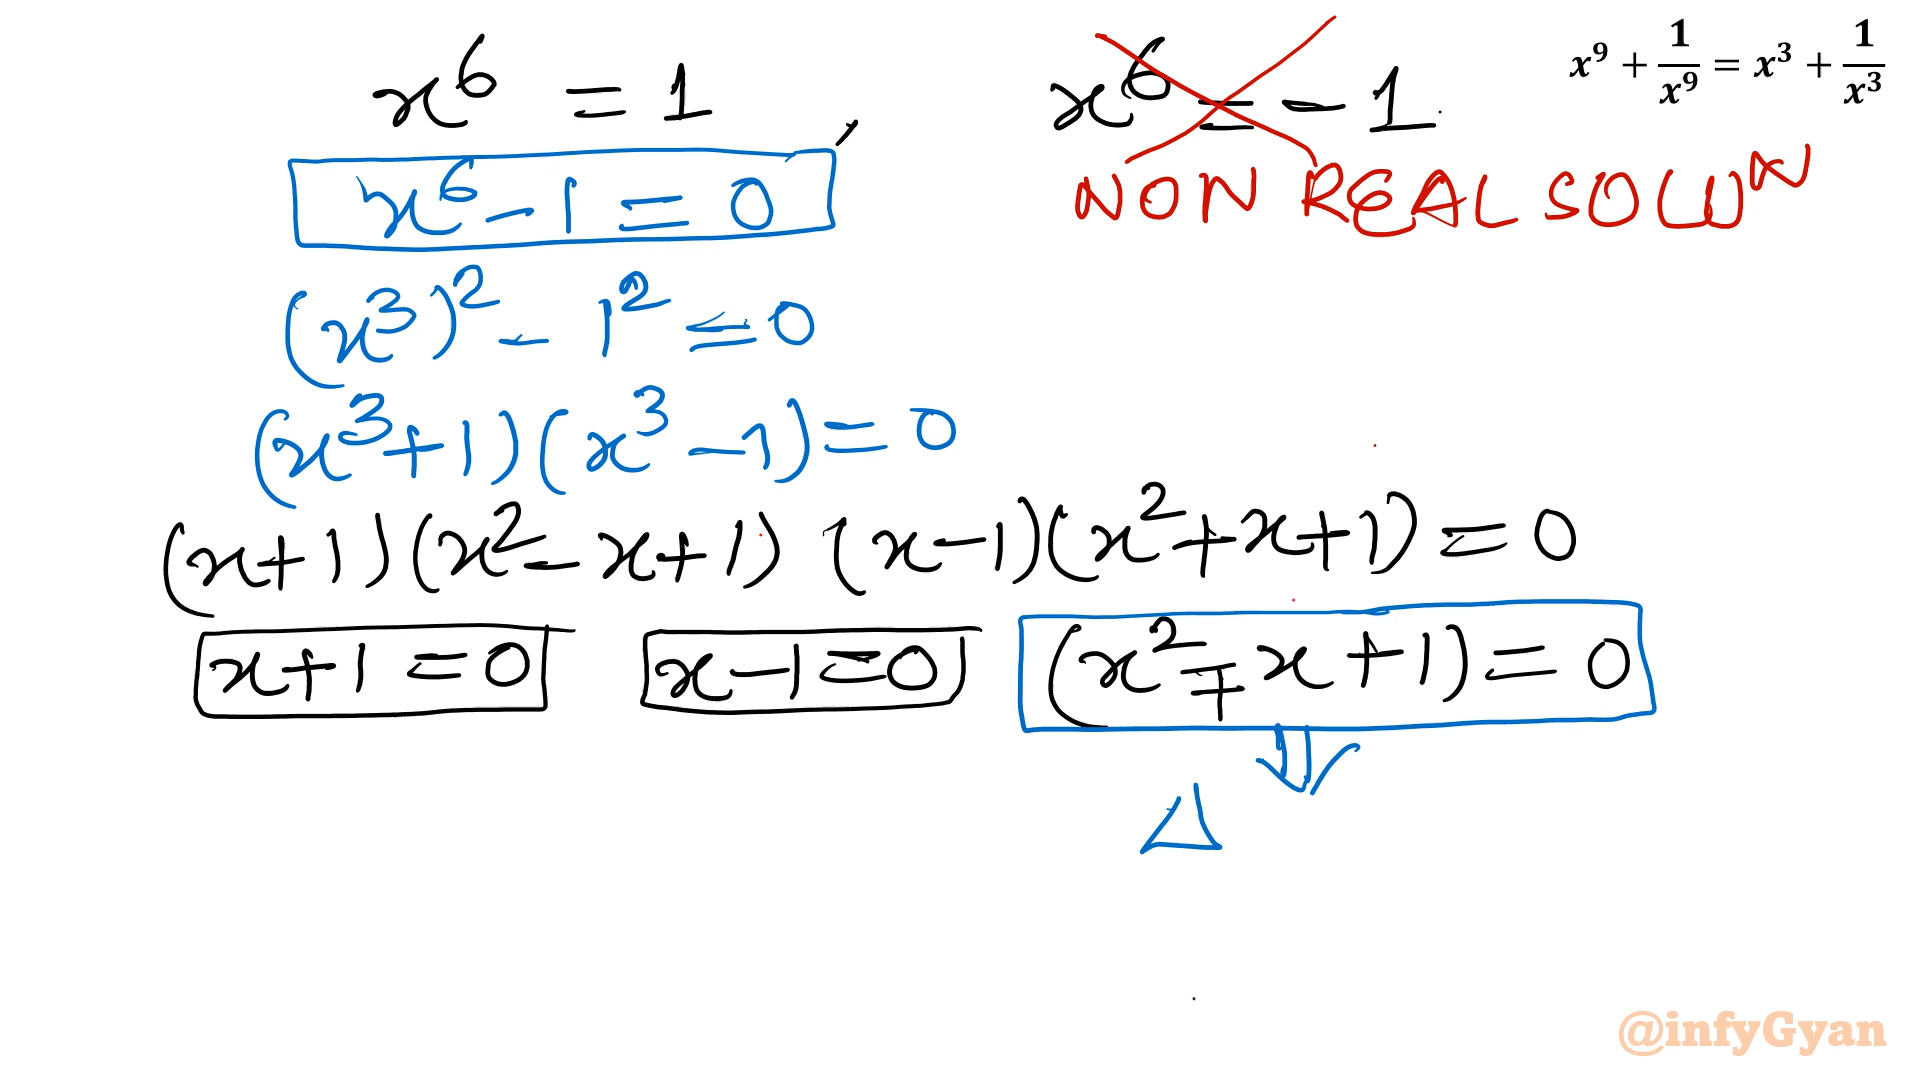 x⁶ = 1 , x⁶ = -1
x⁹ + 1/x⁹ = x³ + 1/x³
x⁶ - 1 = 0
NON REAL SOLUᴺ
(x³)² - 1² = 0
(x³+1)(x³-1) = 0
(x+1)(x²-x+1)(x-1)(x²+x+1) = 0
x+1 = 0 x-1=0 (x²∓x+1) = 0
⇓
Δ
@infyGyan